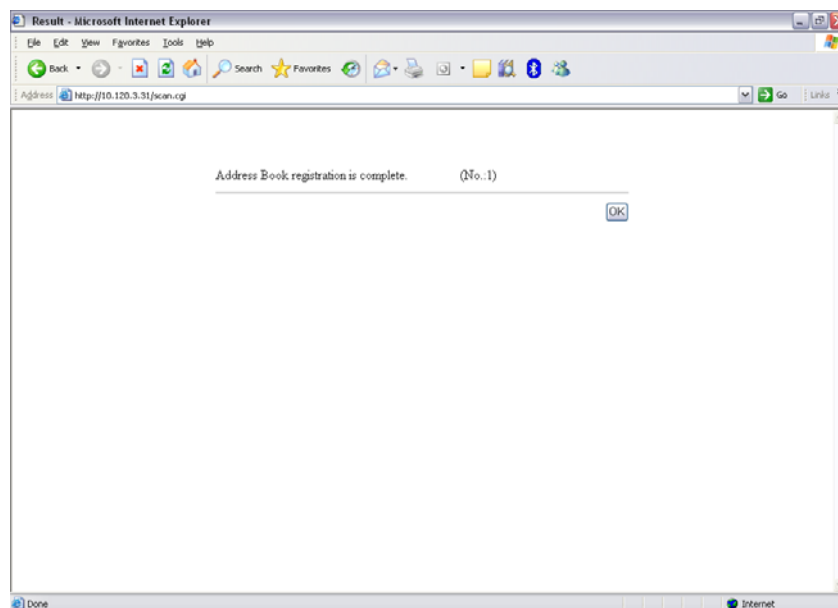 Result - Microsoft Internet Explorer
File Edit View Favorites Tools Help
Back Search Favorites
Address http://10.120.3.31/scan.cgi Go Links
Address Book registration is complete. (No.:1)
OK
Done Internet